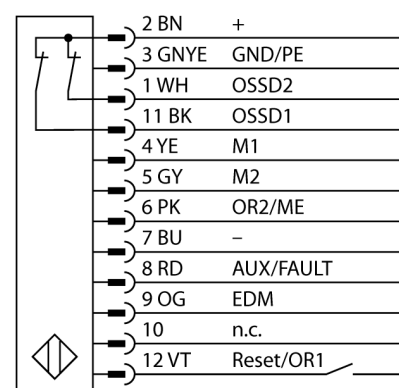 2 BN +
3 GNYE GND/PE
1 WH OSSD2
11 BK OSSD1
4 YE M1
5 GY M2
6 PK OR2/ME
7 BU –
8 RD AUX/FAULT
9 OG EDM
10 n.c.
12 VT Reset/OR1